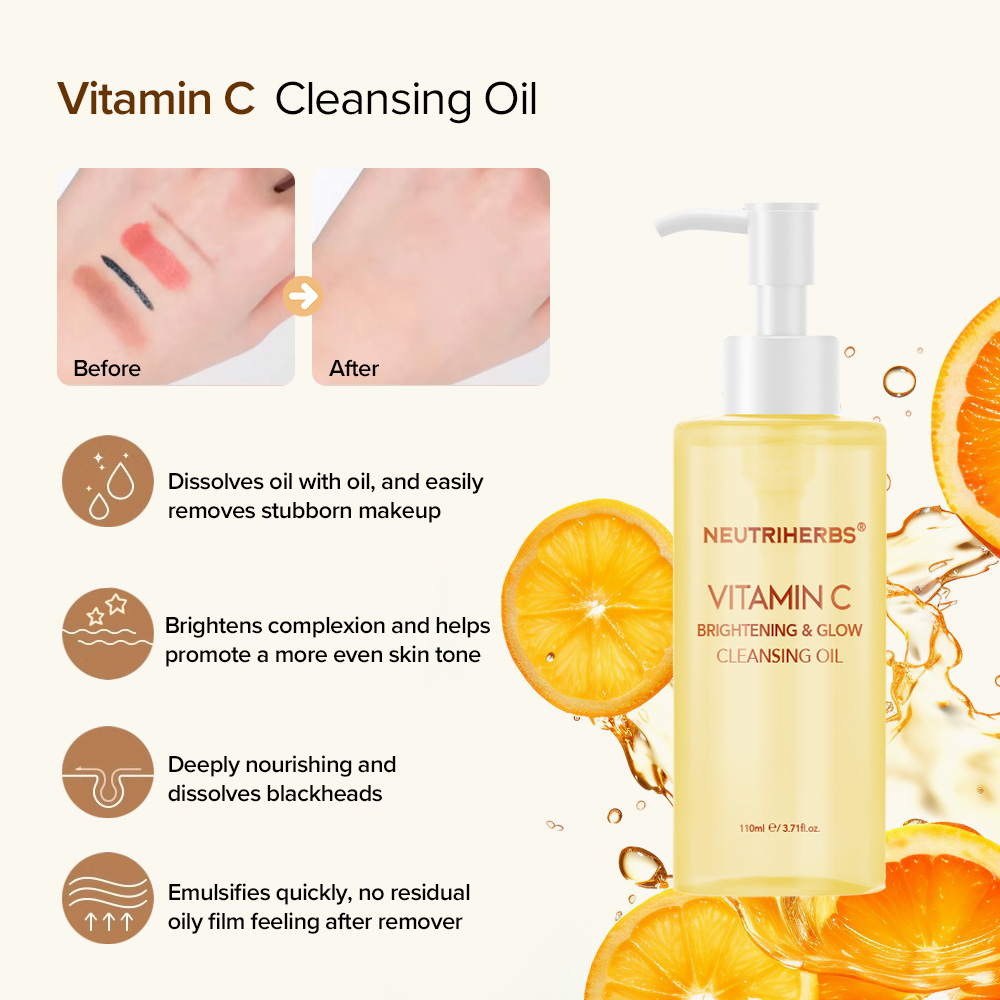 Vitamin C Cleansing Oil
Before
After
Dissolves oil with oil, and easily
removes stubborn makeup
Brightens complexion and helps
promote a more even skin tone
Deeply nourishing and
dissolves blackheads
Emulsifies quickly, no residual
oily film feeling after remover
NEUTRIHERBS®
VITAMIN C
BRIGHTENING & GLOW
CLEANSING OIL
110ml ℮/ 3.71fl.oz.